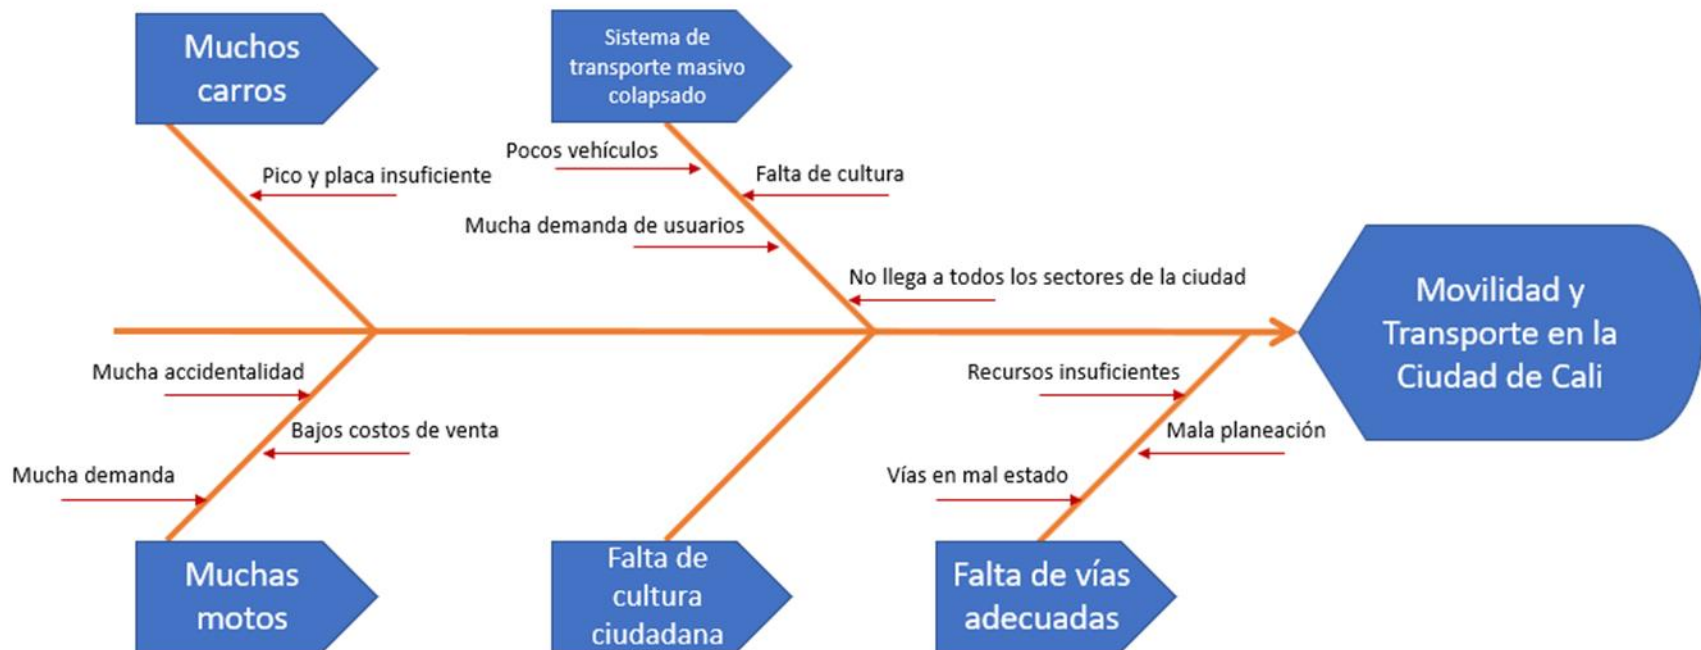 Muchos
carros
Sistema de
transporte masivo
colapsado
Pocos vehículos
Pico y placa insuficiente
Falta de cultura
Mucha demanda de usuarios
No llega a todos los sectores de la ciudad
Movilidad y
Transporte en la
Ciudad de Cali
Mucha accidentalidad
Recursos insuficientes
Bajos costos de venta
Mala planeación
Mucha demanda
Vías en mal estado
Muchas
motos
Falta de
cultura
ciudadana
Falta de vías
adecuadas